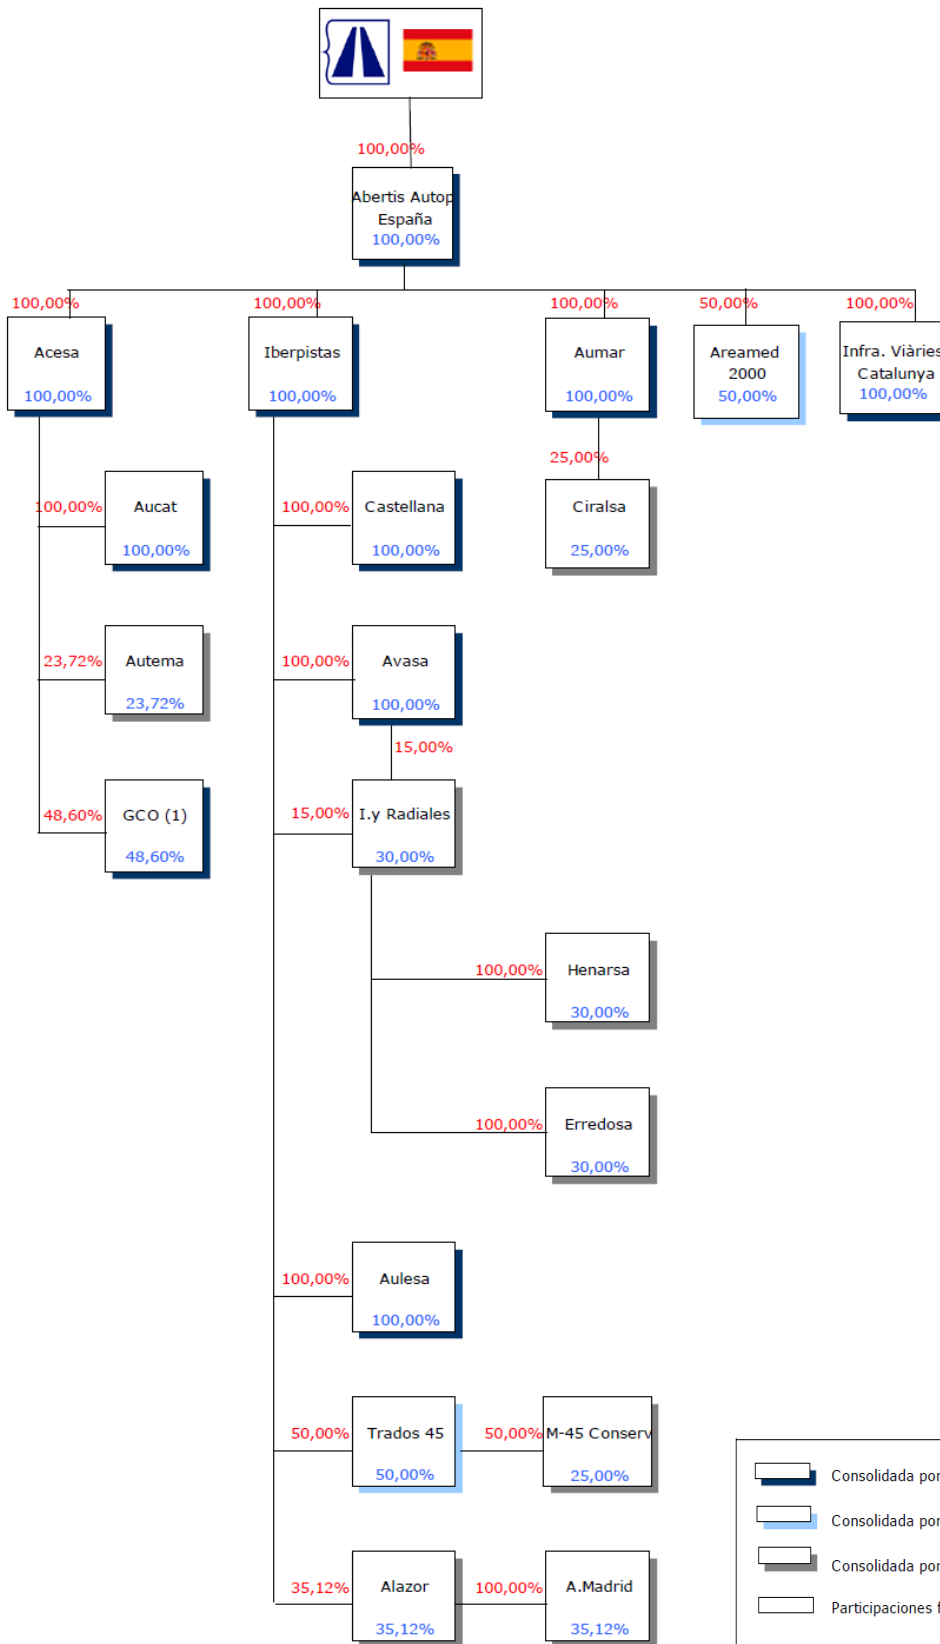 100,00%
Abertis Autop
España
100,00%
100,00%
100,00%
100,00%
50,00%
100,00%
Acesa
100,00%
Iberpistas
100,00%
Aumar
100,00%
Areamed
2000
50,00%
Infra. Viàries
Catalunya
100,00%
100,00%
Aucat
100,00%
100,00%
Castellana
100,00%
25,00%
Ciralsa
25,00%
23,72%
Autema
23,72%
100,00%
Avasa
100,00%
15,00%
48,60%
GCO (1)
48,60%
15,00%
I.y Radiales
30,00%
100,00%
Henarsa
30,00%
100,00%
Erredosa
30,00%
100,00%
Aulesa
100,00%
50,00%
Trados 45
50,00%
50,00%
M-45 Conserv
25,00%
35,12%
Alazor
35,12%
100,00%
A.Madrid
35,12%
Consolidada por
Consolidada por
Consolidada por
Participaciones f